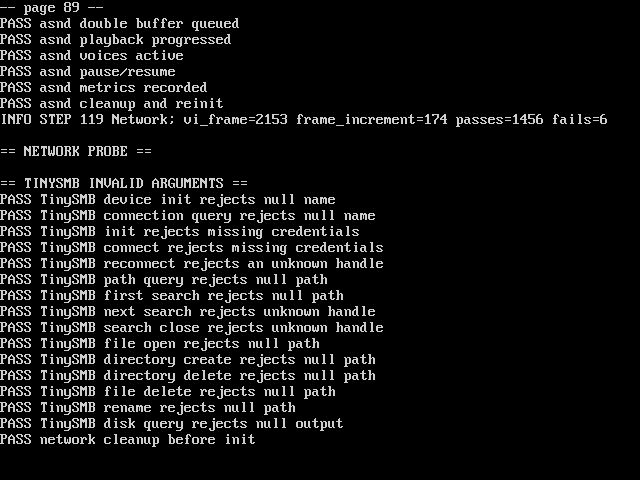 -- page 89 --
PASS asnd double buffer queued
PASS asnd playback progressed
PASS asnd voices active
PASS asnd pause/resume
PASS asnd metrics recorded
PASS asnd cleanup and reinit
INFO STEP 119 Network; vi_frame=2153 frame_increment=174 passes=1456 fails=6
== NETWORK PROBE ==
== TINYSMB INVALID ARGUMENTS ==
PASS TinySMB device init rejects null name
PASS TinySMB connection query rejects null name
PASS TinySMB init rejects missing credentials
PASS TinySMB connect rejects missing credentials
PASS TinySMB reconnect rejects an unknown handle
PASS TinySMB path query rejects null path
PASS TinySMB first search rejects null path
PASS TinySMB next search rejects unknown handle
PASS TinySMB search close rejects unknown handle
PASS TinySMB file open rejects null path
PASS TinySMB directory create rejects null path
PASS TinySMB directory delete rejects null path
PASS TinySMB file delete rejects null path
PASS TinySMB rename rejects null path
PASS TinySMB disk query rejects null output
PASS network cleanup before init